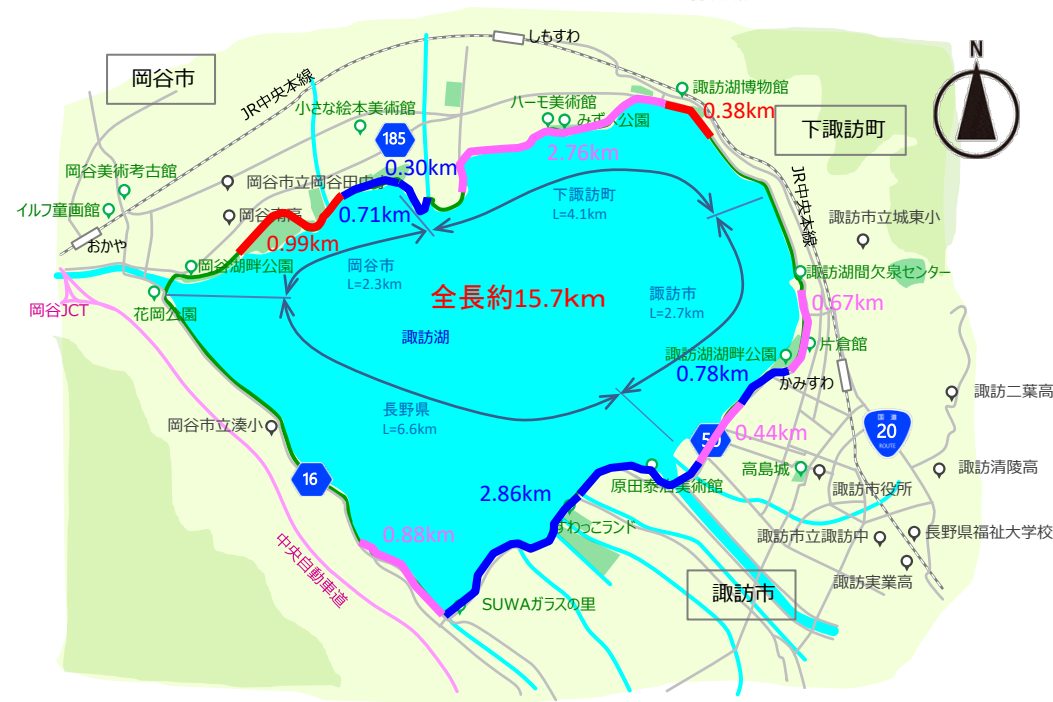 しもすわ
N
岡谷市
JR中央本線
諏訪湖博物館
ハーモ美術館
小さな絵本美術館
0.38km
みずべ公園
下諏訪町
185
2.76km
0.30km
岡谷美術考古館
岡谷市立岡谷田中小
JR中央本線
下諏訪町
L=4.1km
イルフ童画館
岡谷南高
0.71km
諏訪市立城東小
おかや
0.99km
岡谷湖畔公園
岡谷市
L=2.3km
諏訪湖間欠泉センター
全長約15.7km
諏訪市
L=2.7km
0.67km
岡谷JCT
花岡公園
諏訪湖
片倉館
諏訪湖湖畔公園
0.78km
かみすわ
諏訪二葉高
長野県
L=6.6km
岡谷市立湊小
国道
20
ROUTE
0.44km
50
16
高島城
諏訪清陵高
2.86km
原田泰治美術館
諏訪市役所
すわっこランド
0.88km
諏訪市立諏訪中
長野県福祉大学校
中央自動車道
諏訪実業高
諏訪市
SUWAガラスの里